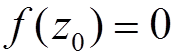 f(z₀) = 0